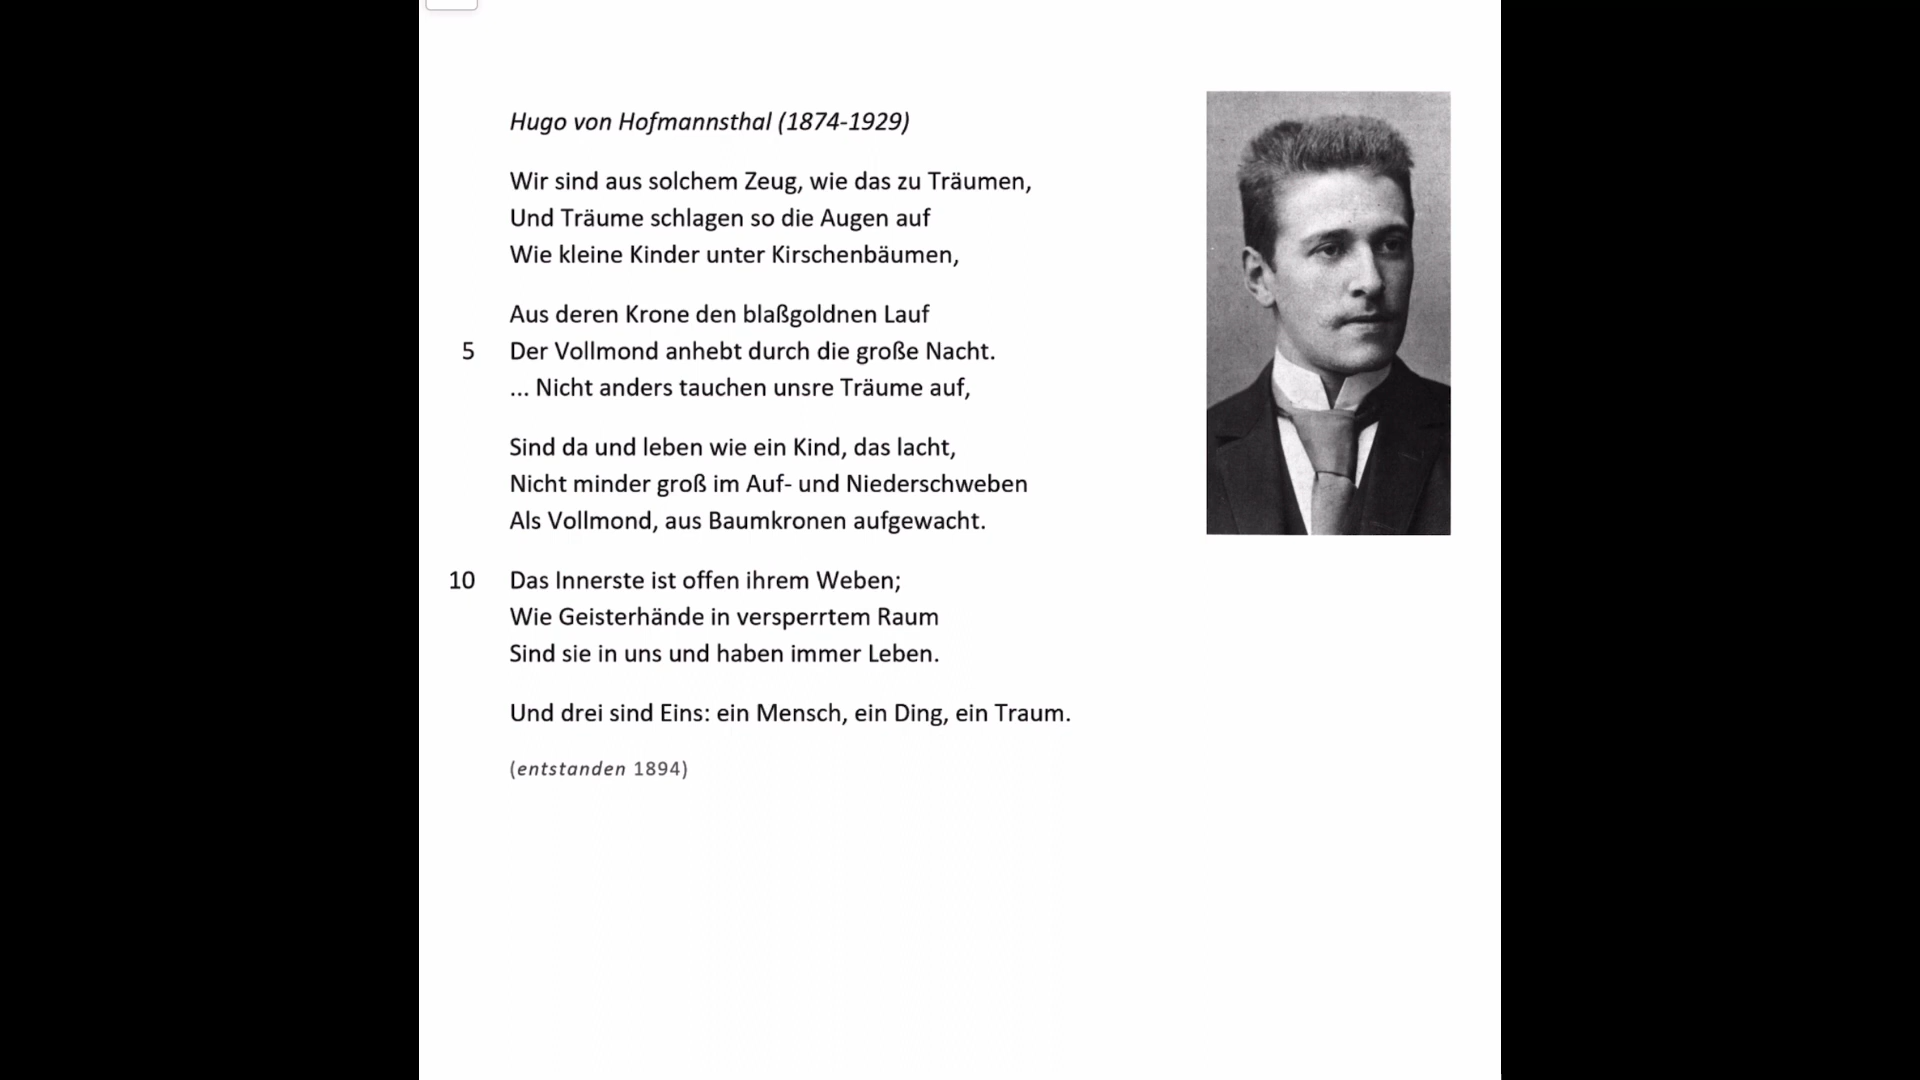 Hugo von Hofmannsthal (1874-1929)
Wir sind aus solchem Zeug, wie das zu Träumen,
Und Träume schlagen so die Augen auf
Wie kleine Kinder unter Kirschenbäumen,
Aus deren Krone den blaßgoldnen Lauf
5 Der Vollmond anhebt durch die große Nacht.
... Nicht anders tauchen unsre Träume auf,
Sind da und leben wie ein Kind, das lacht,
Nicht minder groß im Auf- und Niederschweben
Als Vollmond, aus Baumkronen aufgewacht.
10 Das Innerste ist offen ihrem Weben;
Wie Geisterhände in versperrtem Raum
Sind sie in uns und haben immer Leben.
Und drei sind Eins: ein Mensch, ein Ding, ein Traum.
(entstanden 1894)